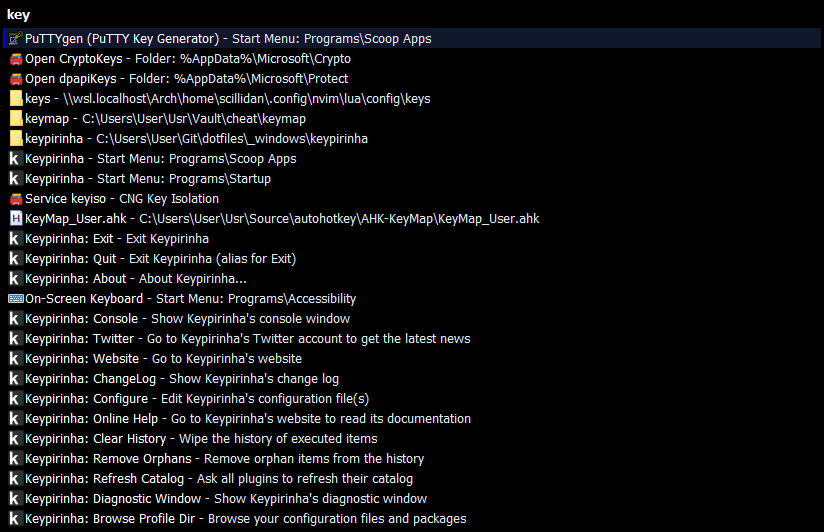 key
PuTTYgen (PuTTY Key Generator) - Start Menu: Programs\Scoop Apps
Open CryptoKeys - Folder: %AppData%\Microsoft\Crypto
Open dpapiKeys - Folder: %AppData%\Microsoft\Protect
keys - \\wsl.localhost\Arch\home\scillidan\.config\nvim\lua\config\keys
keymap - C:\Users\User\Usr\Vault\cheat\keymap
keypirinha - C:\Users\User\Git\dotfiles\_windows\keypirinha
Keypirinha - Start Menu: Programs\Scoop Apps
Keypirinha - Start Menu: Programs\Startup
Service keyiso - CNG Key Isolation
KeyMap_User.ahk - C:\Users\User\Usr\Source\autohotkey\AHK-KeyMap\KeyMap_User.ahk
Keypirinha: Exit - Exit Keypirinha
Keypirinha: Quit - Exit Keypirinha (alias for Exit)
Keypirinha: About - About Keypirinha...
On-Screen Keyboard - Start Menu: Programs\Accessibility
Keypirinha: Console - Show Keypirinha's console window
Keypirinha: Twitter - Go to Keypirinha's Twitter account to get the latest news
Keypirinha: Website - Go to Keypirinha's website
Keypirinha: ChangeLog - Show Keypirinha's change log
Keypirinha: Configure - Edit Keypirinha's configuration file(s)
Keypirinha: Online Help - Go to Keypirinha's website to read its documentation
Keypirinha: Clear History - Wipe the history of executed items
Keypirinha: Remove Orphans - Remove orphan items from the history
Keypirinha: Refresh Catalog - Ask all plugins to refresh their catalog
Keypirinha: Diagnostic Window - Show Keypirinha's diagnostic window
Keypirinha: Browse Profile Dir - Browse your configuration files and packages